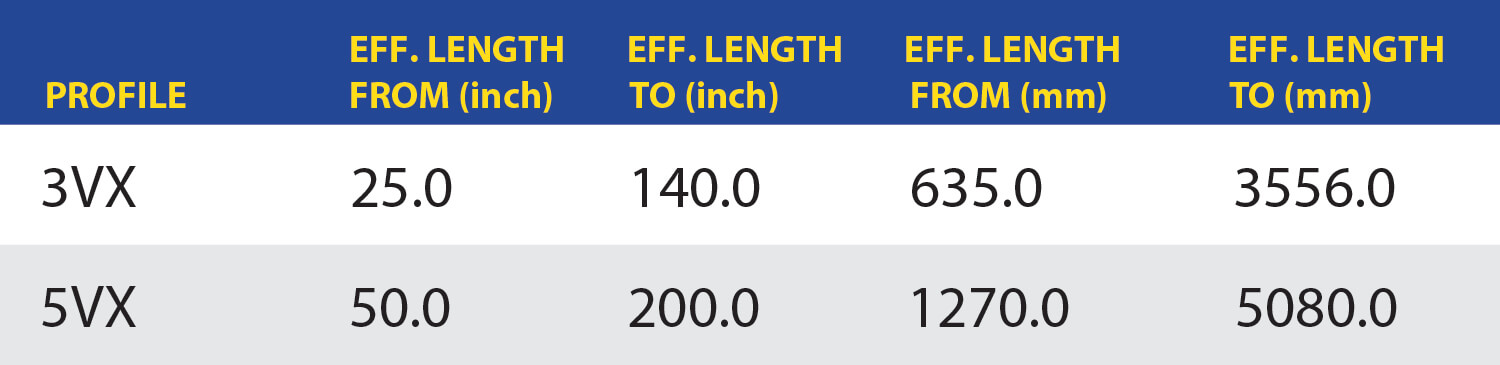 PROFILE EFF. LENGTH FROM (inch) EFF. LENGTH TO (inch) EFF. LENGTH FROM (mm) EFF. LENGTH TO (mm)
3VX 25.0 140.0 635.0 3556.0
5VX 50.0 200.0 1270.0 5080.0